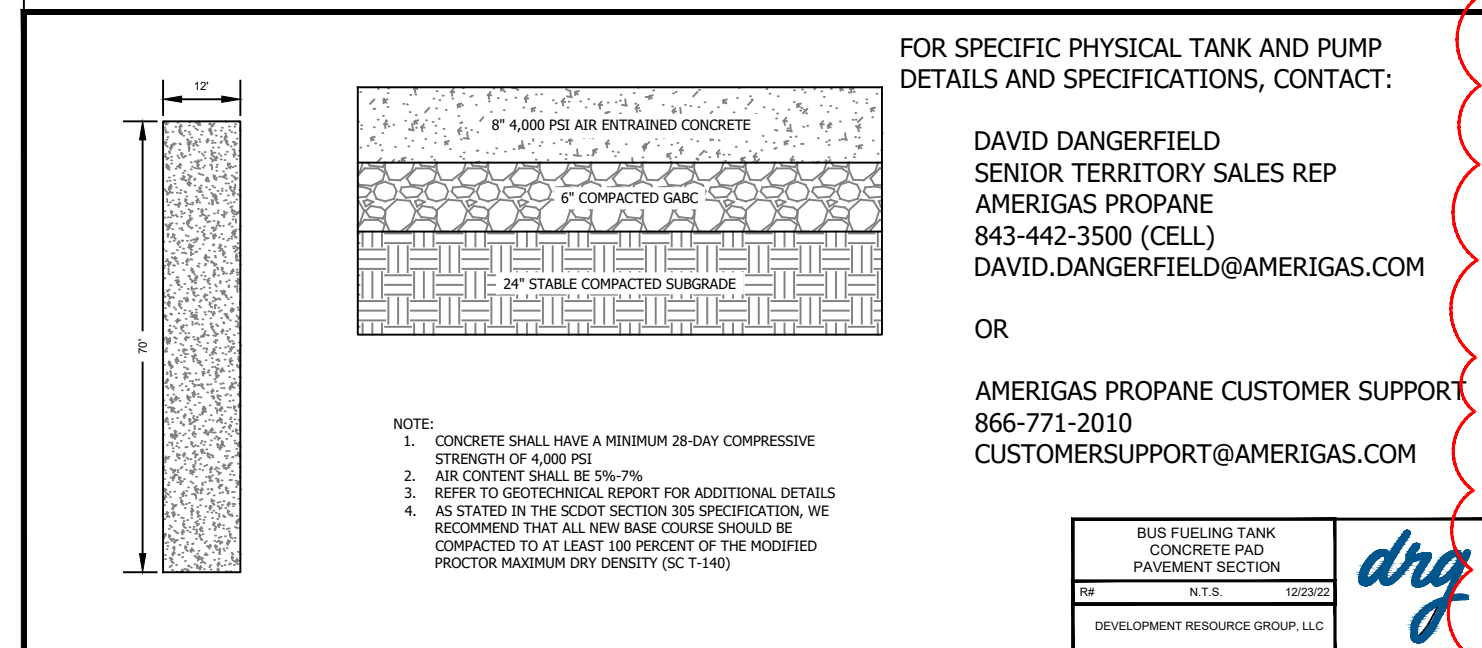 12'
70'
8" 4,000 PSI AIR ENTRAINED CONCRETE
6" COMPACTED GABC
24" STABLE COMPACTED SUBGRADE
NOTE:
1. CONCRETE SHALL HAVE A MINIMUM 28-DAY COMPRESSIVE
STRENGTH OF 4,000 PSI
2. AIR CONTENT SHALL BE 5%-7%
3. REFER TO GEOTECHNICAL REPORT FOR ADDITIONAL DETAILS
4. AS STATED IN THE SCDOT SECTION 305 SPECIFICATION, WE
RECOMMEND THAT ALL NEW BASE COURSE SHOULD BE
COMPACTED TO AT LEAST 100 PERCENT OF THE MODIFIED
PROCTOR MAXIMUM DRY DENSITY (SC T-140)
FOR SPECIFIC PHYSICAL TANK AND PUMP
DETAILS AND SPECIFICATIONS, CONTACT:
DAVID DANGERFIELD
SENIOR TERRITORY SALES REP
AMERIGAS PROPANE
843-442-3500 (CELL)
DAVID.DANGERFIELD@AMERIGAS.COM
OR
AMERIGAS PROPANE CUSTOMER SUPPORT
866-771-2010
CUSTOMERSUPPORT@AMERIGAS.COM
BUS FUELING TANK
CONCRETE PAD
PAVEMENT SECTION
R# N.T.S. 12/23/22
DEVELOPMENT RESOURCE GROUP, LLC
drg